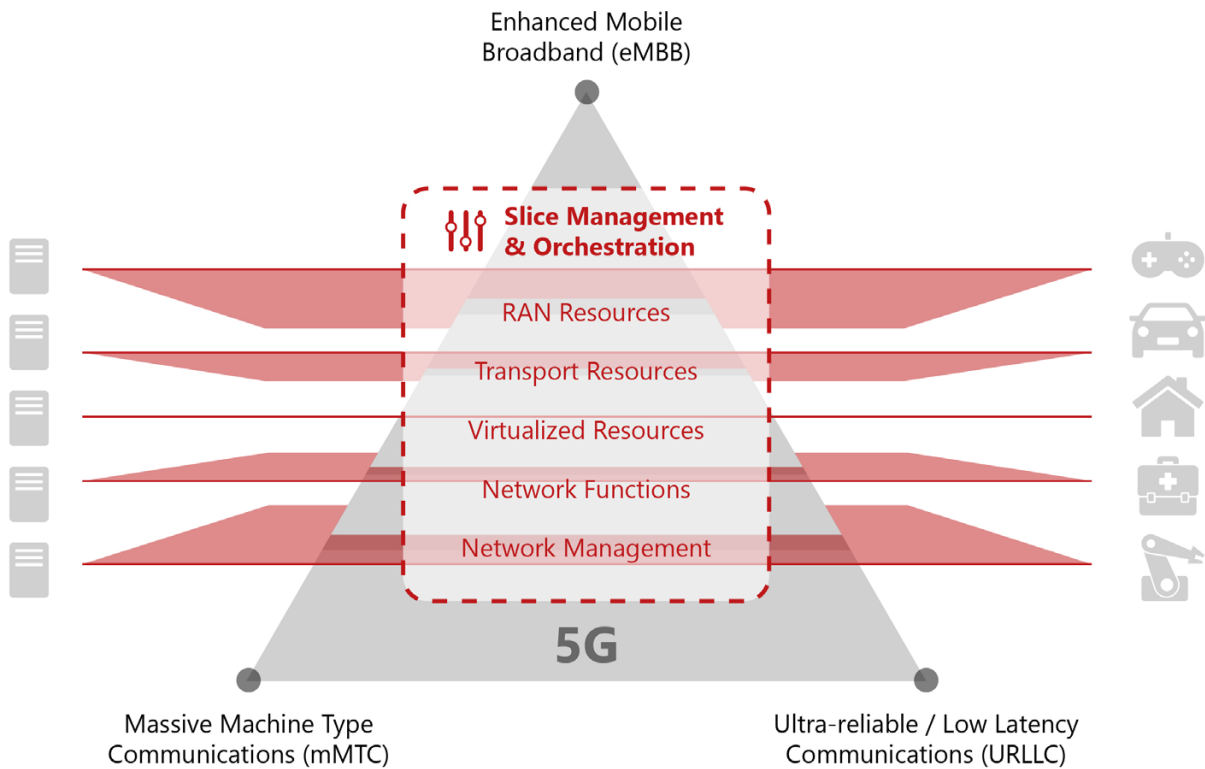 Enhanced Mobile
Broadband (eMBB)
Slice Management
& Orchestration
RAN Resources
Transport Resources
Virtualized Resources
Network Functions
Network Management
5G
Massive Machine Type
Communications (mMTC)
Ultra-reliable / Low Latency
Communications (URLLC)